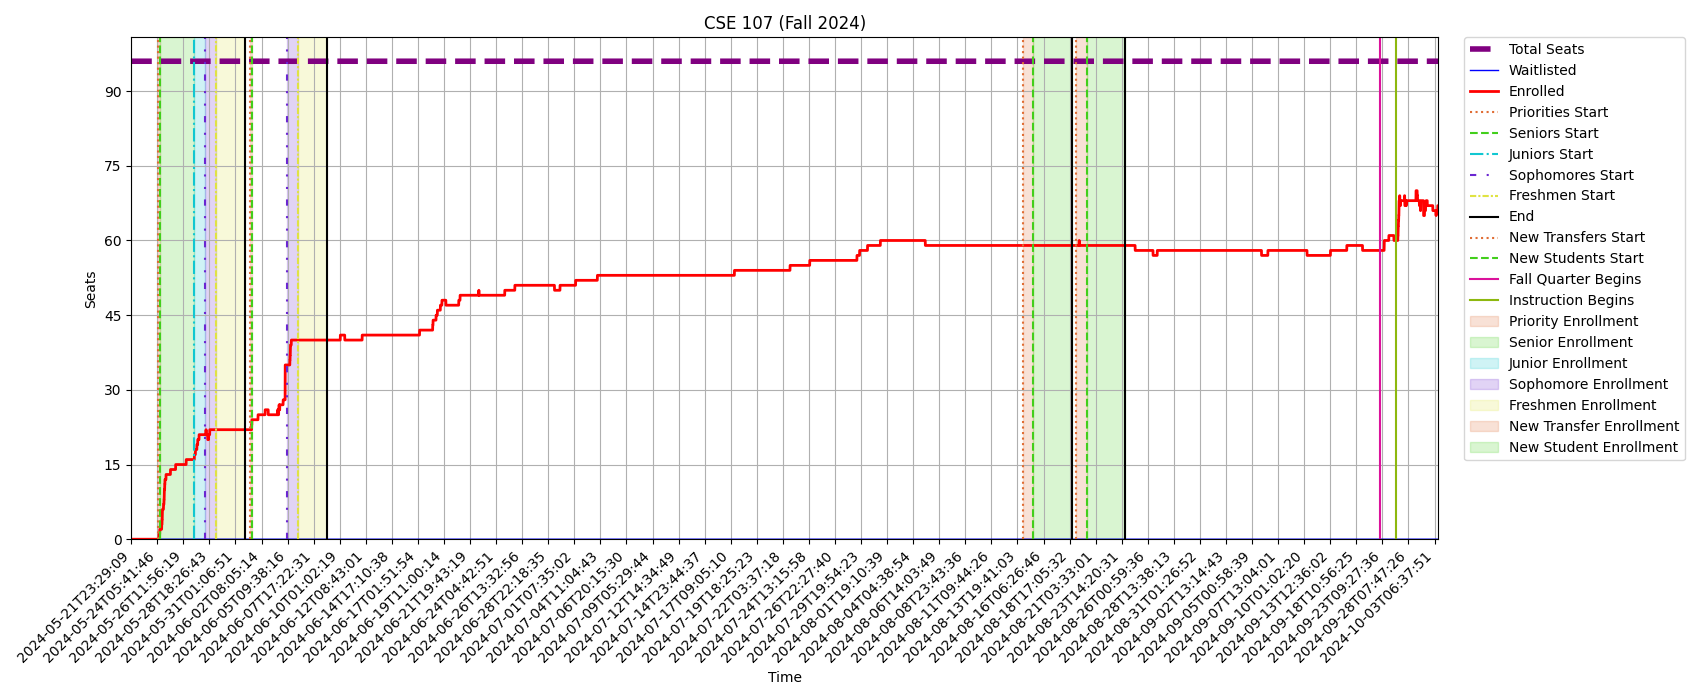 CSE 107 (Fall 2024)
Seats
90
75
60
45
30
15
0
2024-05-21T23:29:09
2024-05-24T05:41:46
2024-05-26T11:56:19
2024-05-28T18:26:43
2024-05-31T01:06:51
2024-06-02T08:05:14
2024-06-05T09:38:16
2024-06-07T17:22:31
2024-06-10T01:02:19
2024-06-12T08:43:01
2024-06-14T17:10:38
2024-06-17T01:51:54
2024-06-19T11:00:14
2024-06-21T19:43:19
2024-06-24T04:42:51
2024-06-26T13:32:56
2024-06-28T22:18:35
2024-07-01T07:35:02
2024-07-04T11:04:43
2024-07-06T20:15:30
2024-07-09T05:29:44
2024-07-12T14:34:49
2024-07-14T23:44:37
2024-07-17T09:05:10
2024-07-19T18:25:23
2024-07-22T03:37:18
2024-07-24T13:15:58
2024-07-26T22:27:40
2024-07-29T19:54:23
2024-08-01T19:10:39
2024-08-04T04:38:54
2024-08-06T14:03:49
2024-08-08T23:43:36
2024-08-11T09:44:26
2024-08-13T19:41:03
2024-08-16T06:26:46
2024-08-18T17:05:32
2024-08-21T03:33:01
2024-08-23T14:20:31
2024-08-26T00:59:36
2024-08-28T13:38:13
2024-08-31T01:26:52
2024-09-02T13:14:43
2024-09-05T00:58:39
2024-09-07T13:04:01
2024-09-10T01:02:20
2024-09-13T12:36:02
2024-09-18T10:56:25
2024-09-23T09:27:36
2024-09-28T07:47:26
2024-10-03T06:37:51
Time
Total Seats
Waitlisted
Enrolled
Priorities Start
Seniors Start
Juniors Start
Sophomores Start
Freshmen Start
End
New Transfers Start
New Students Start
Fall Quarter Begins
Instruction Begins
Priority Enrollment
Senior Enrollment
Junior Enrollment
Sophomore Enrollment
Freshmen Enrollment
New Transfer Enrollment
New Student Enrollment